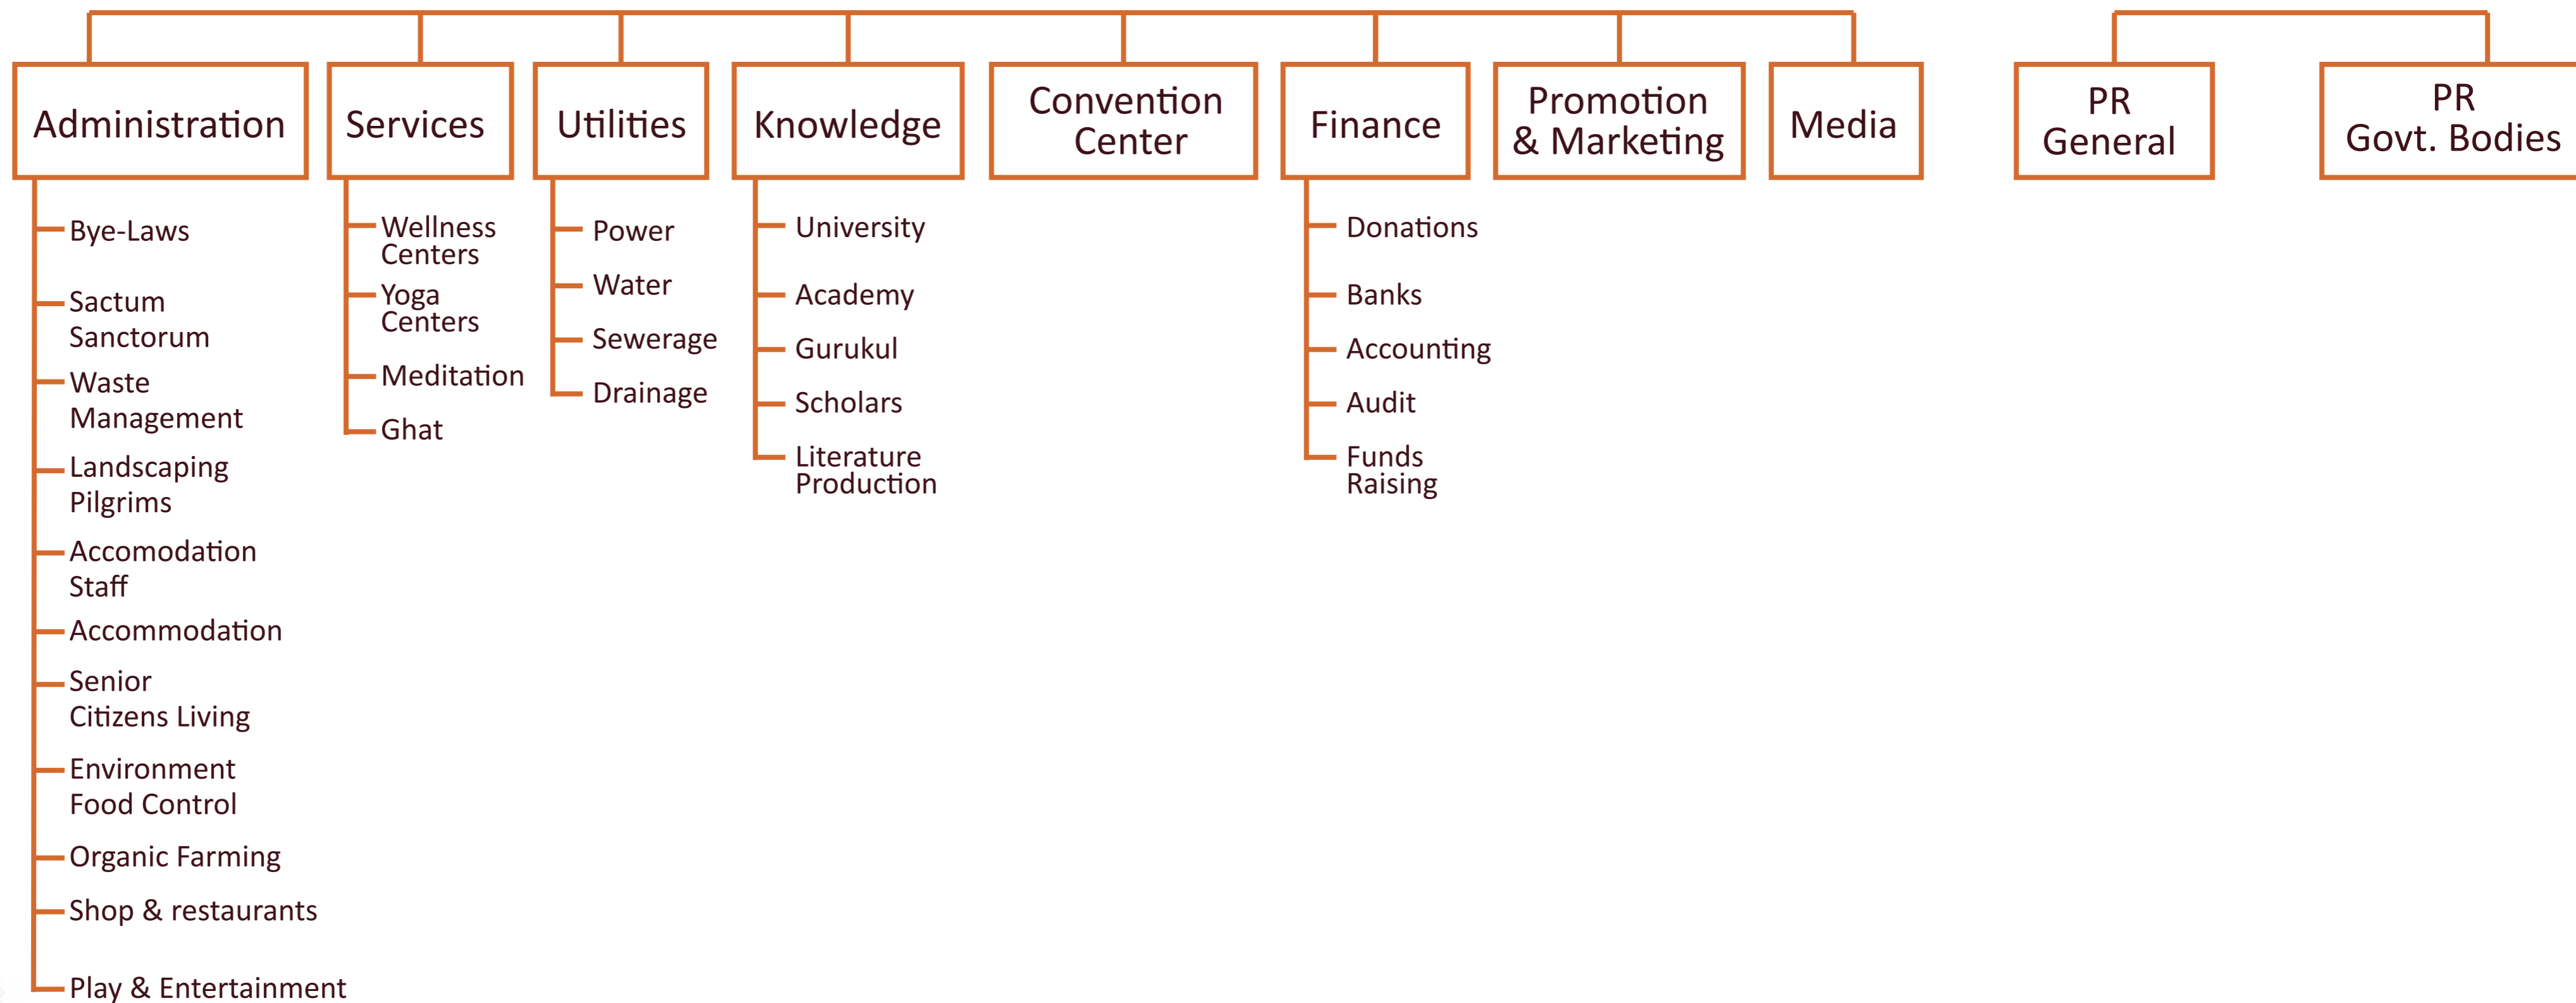 Administration
Services
Utilities
Knowledge
Convention
Center
Finance
Promotion
& Marketing
Media
PR
General
PR
Govt. Bodies
Bye-Laws
Sactum
Sanctorum
Waste
Management
Landscaping
Pilgrims
Accomodation
Staff
Accommodation
Senior
Citizens Living
Environment
Food Control
Organic Farming
Shop & restaurants
Play & Entertainment
Wellness
Centers
Yoga
Centers
Meditation
Ghat
Power
Water
Sewerage
Drainage
University
Academy
Gurukul
Scholars
Literature
Production
Donations
Banks
Accounting
Audit
Funds
Raising